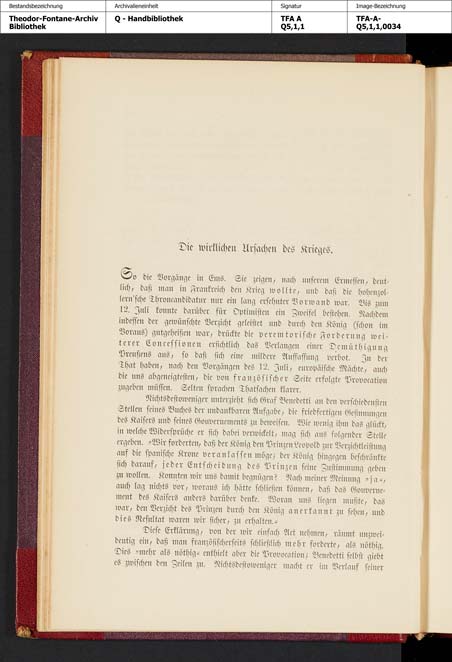 Bestandsbezeichnung Archivalieneinheit Signatur Image-Bezeichnung
Theodor-Fontane-Archiv Q - Handbibliothek TFA A TFA-A-
Bibliothek Q5,1,1 Q5,1,1,0034
Die wirklichen Ursachen des Krieges.
So die Vorgänge in Ems. Sie zeigen, nach unserem Ermessen, deut-
lich, daß man in Frankreich den Krieg wollte, und daß die hohenzol-
lern'sche Throncandidatur nur ein lang ersehnter Vorwand war. Bis zum
12. Juli konnte darüber für Optimisten ein Zweifel bestehen. Nachdem
indessen der gewünschte Verzicht geleistet und durch den König (schon im
Voraus) gutgeheißen war, drückte die peremtorische Forderung wei-
terer Concessionen ersichtlich das Verlangen einer Demüthigung
Preußens aus, so daß sich eine mildere Auffassung verbot. In der
That haben, nach den Vorgängen des 12. Juli, europäische Mächte, auch
die uns abgeneigtesten, die von französischer Seite erfolgte Provocation
zugeben müssen. Selten sprachen Thatsachen klarer.
Nichtsdestoweniger unterzieht sich Graf Benedetti an den verschiedensten
Stellen seines Buches der undankbaren Aufgabe, die friedfertigen Gesinnungen
des Kaisers und seines Gouvernements zu beweisen. Wie wenig ihm das glückt,
in welche Widersprüche er sich dabei verwickelt, mag sich aus folgender Stelle
ergeben. »Wir forderten, daß der König den Prinzen Leopold zur Verzichtleistung
auf die spanische Krone veranlassen möge; der König hingegen beschränkte
sich darauf, jeder Entscheidung des Prinzen seine Zustimmung geben
zu wollen. Konnten wir uns damit begnügen? Nach meiner Meinung »ja«,
auch lag nichts vor, woraus ich hätte schließen können, daß das Gouverne-
ment des Kaisers anders darüber denke. Woran uns liegen mußte, das
war, den Verzicht des Prinzen durch den König anerkannt zu sehen, und
dies Resultat waren wir sicher, zu erhalten.«
Diese Erklärung, von der wir einfach Act nehmen, räumt unzwei-
deutig ein, daß man französischerseits schließlich mehr forderte, als nöthig.
Dies »mehr als nöthig« enthielt aber die Provocation; Benedetti selbst giebt
es zwischen den Zeilen zu. Nichtsdestoweniger macht er im Verlauf seiner